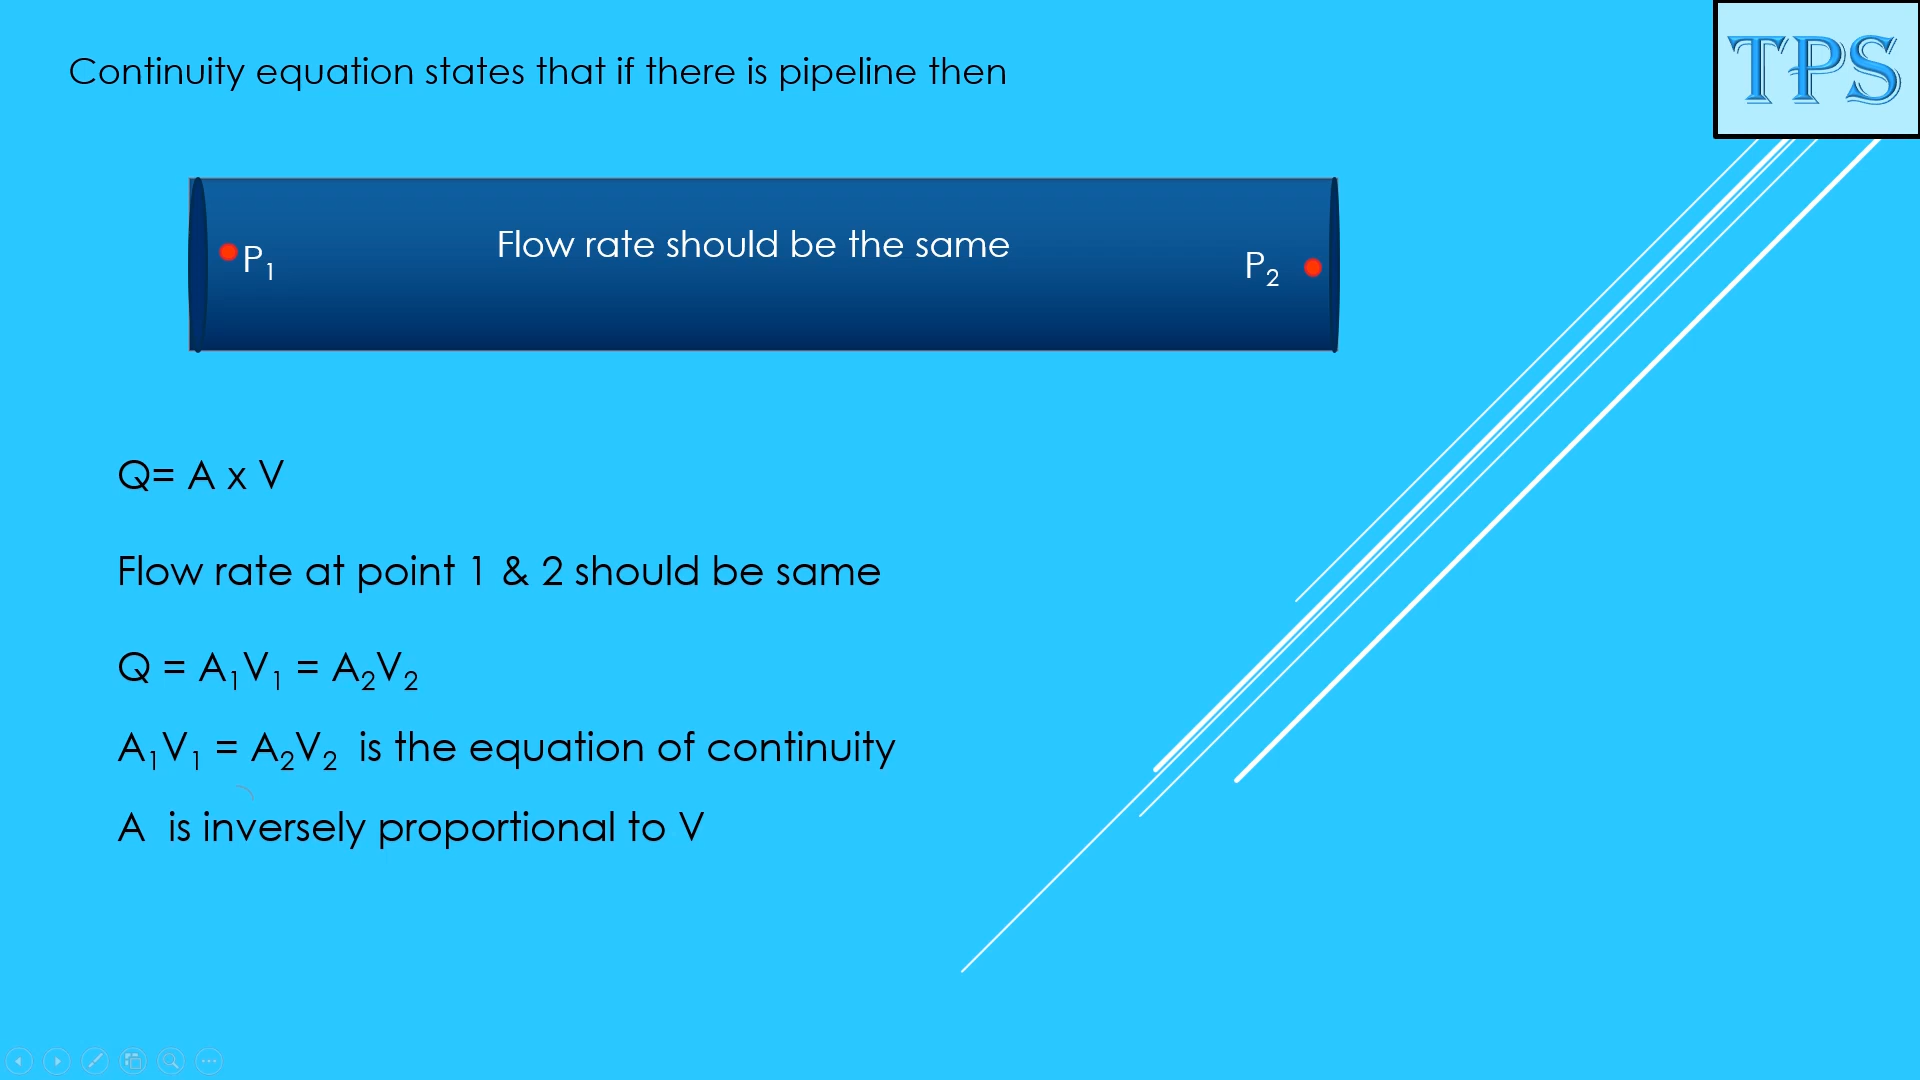 Continuity equation states that if there is pipeline then
TPS
Flow rate should be the same
P₁
P₂
Q= A x V
Flow rate at point 1 & 2 should be same
Q = A₁V₁ = A₂V₂
A₁V₁ = A₂V₂ is the equation of continuity
A is inversely proportional to V